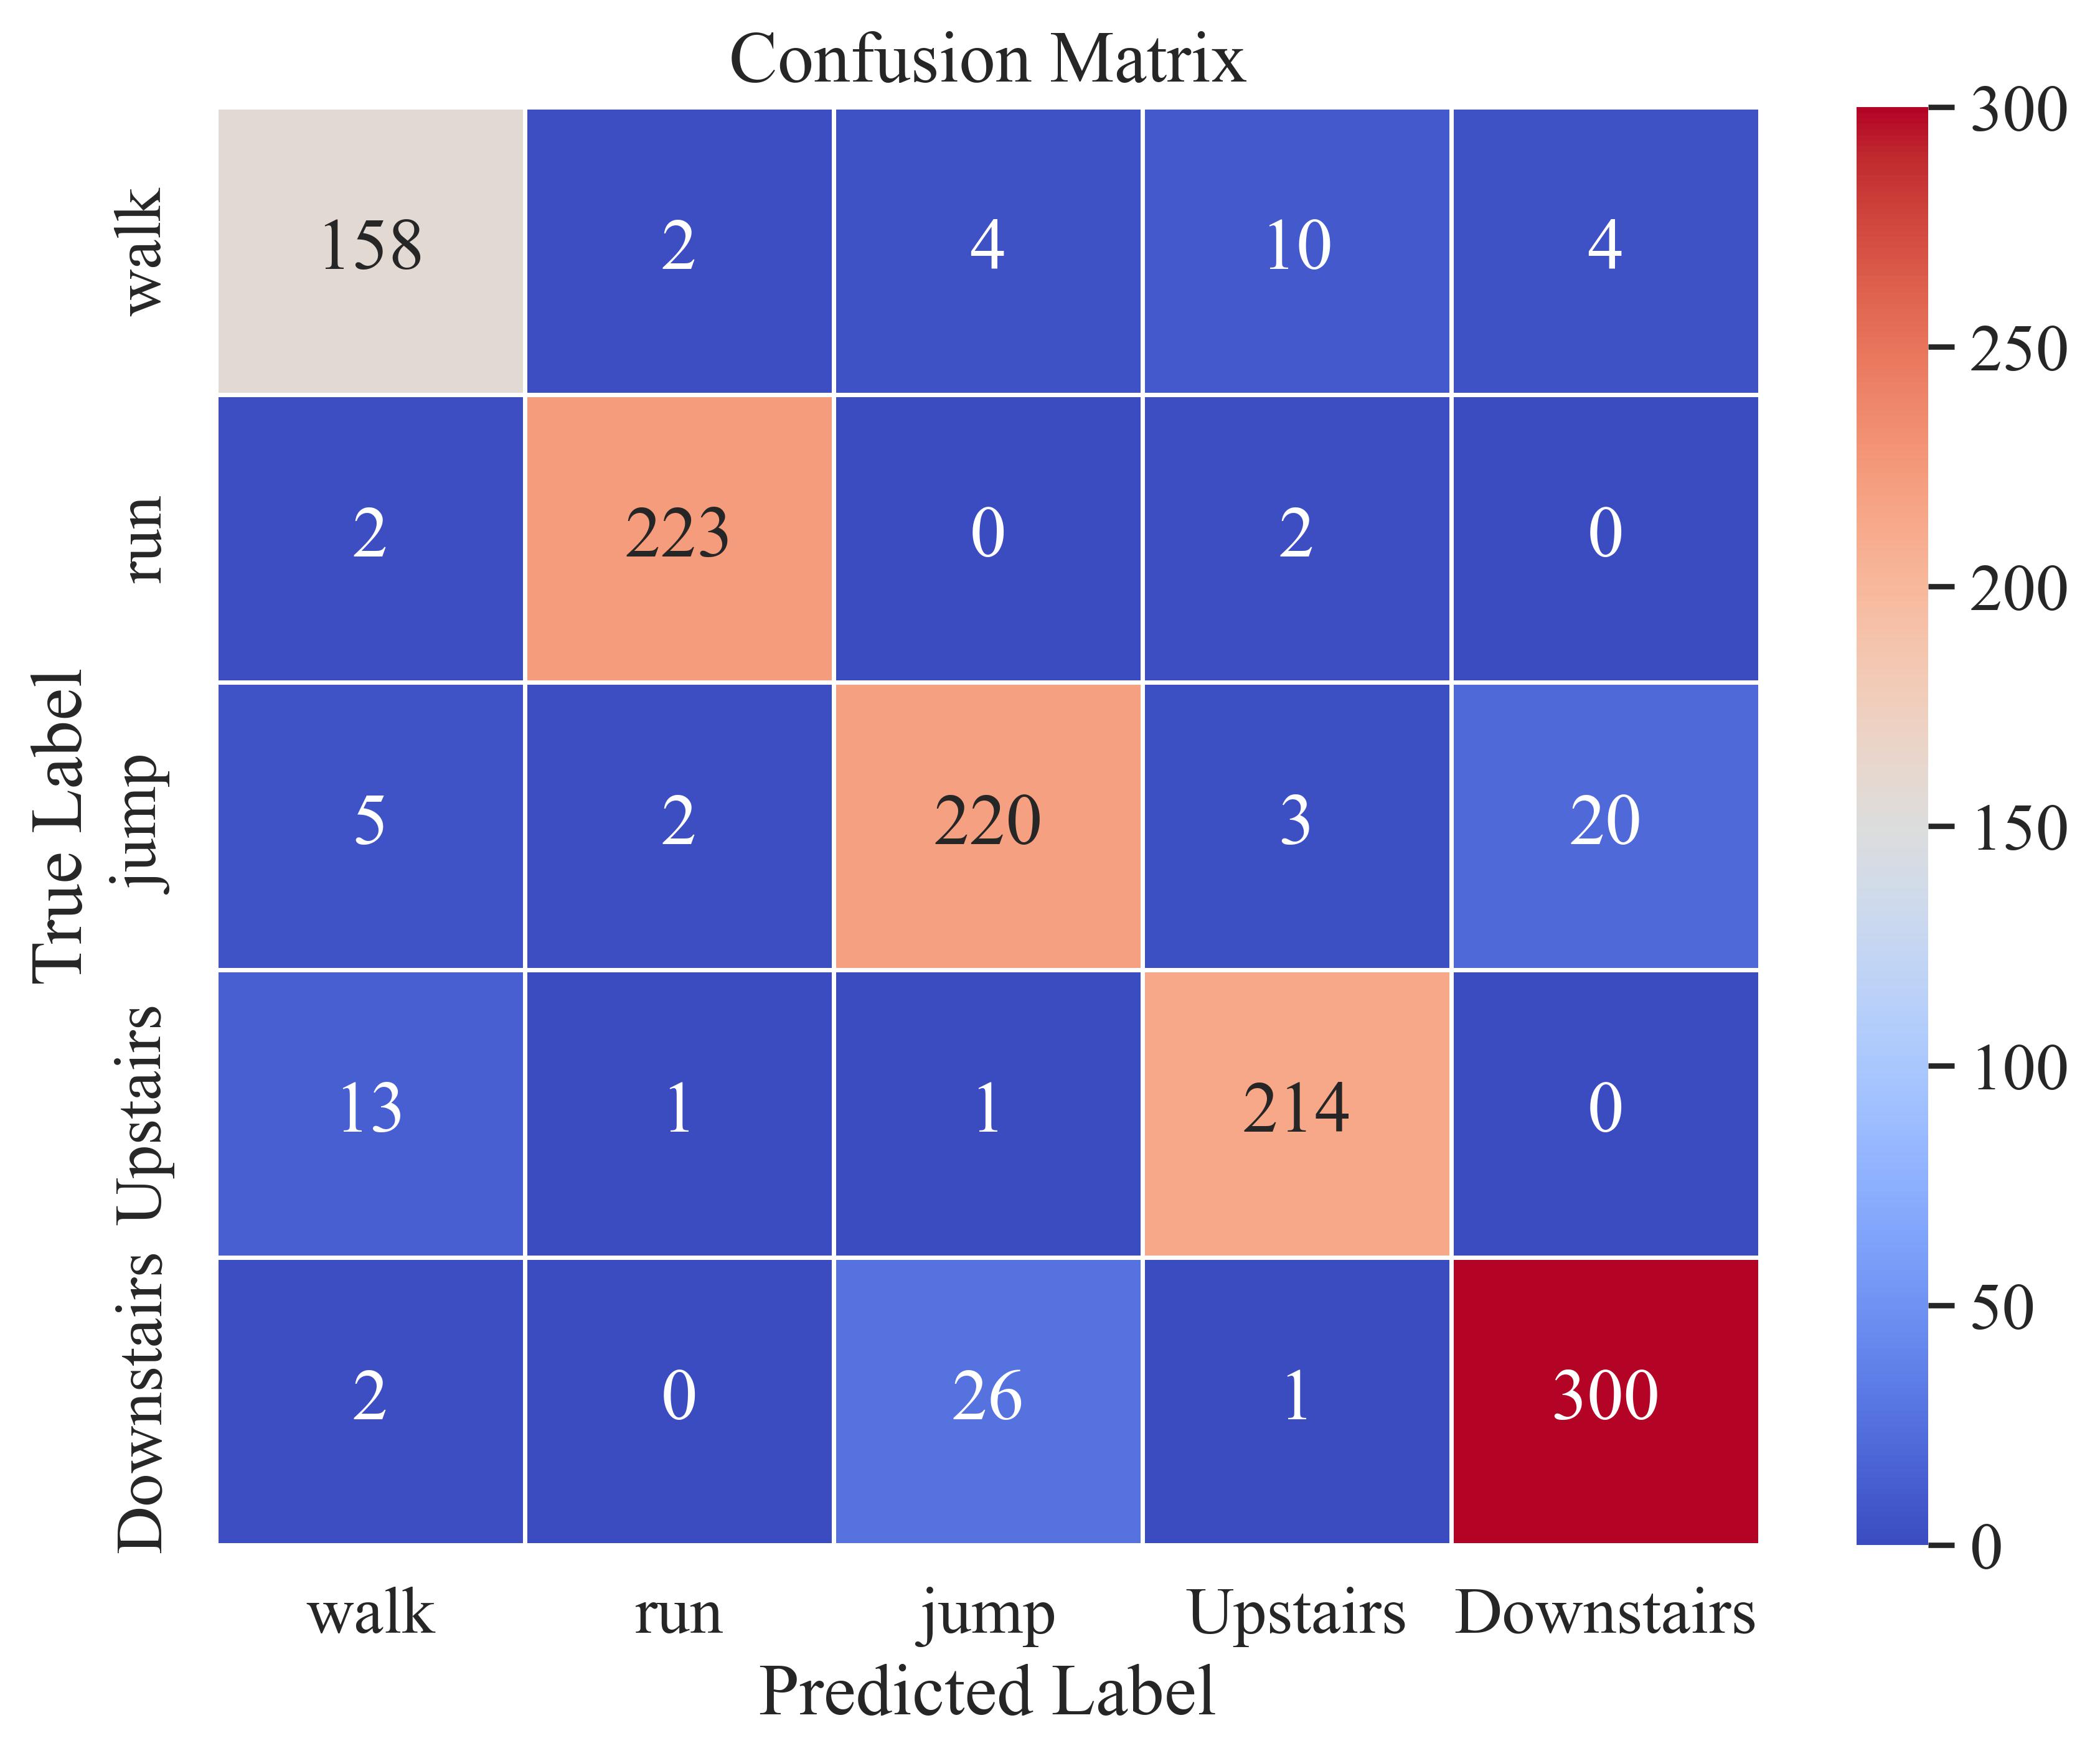 Confusion Matrix
True Label
walk 158 2 4 10 4
run 2 223 0 2 0
jump 5 2 220 3 20
Upstairs 13 1 1 214 0
Downstairs 2 0 26 1 300
walk run jump Upstairs Downstairs
Predicted Label
300
250
200
150
100
50
0